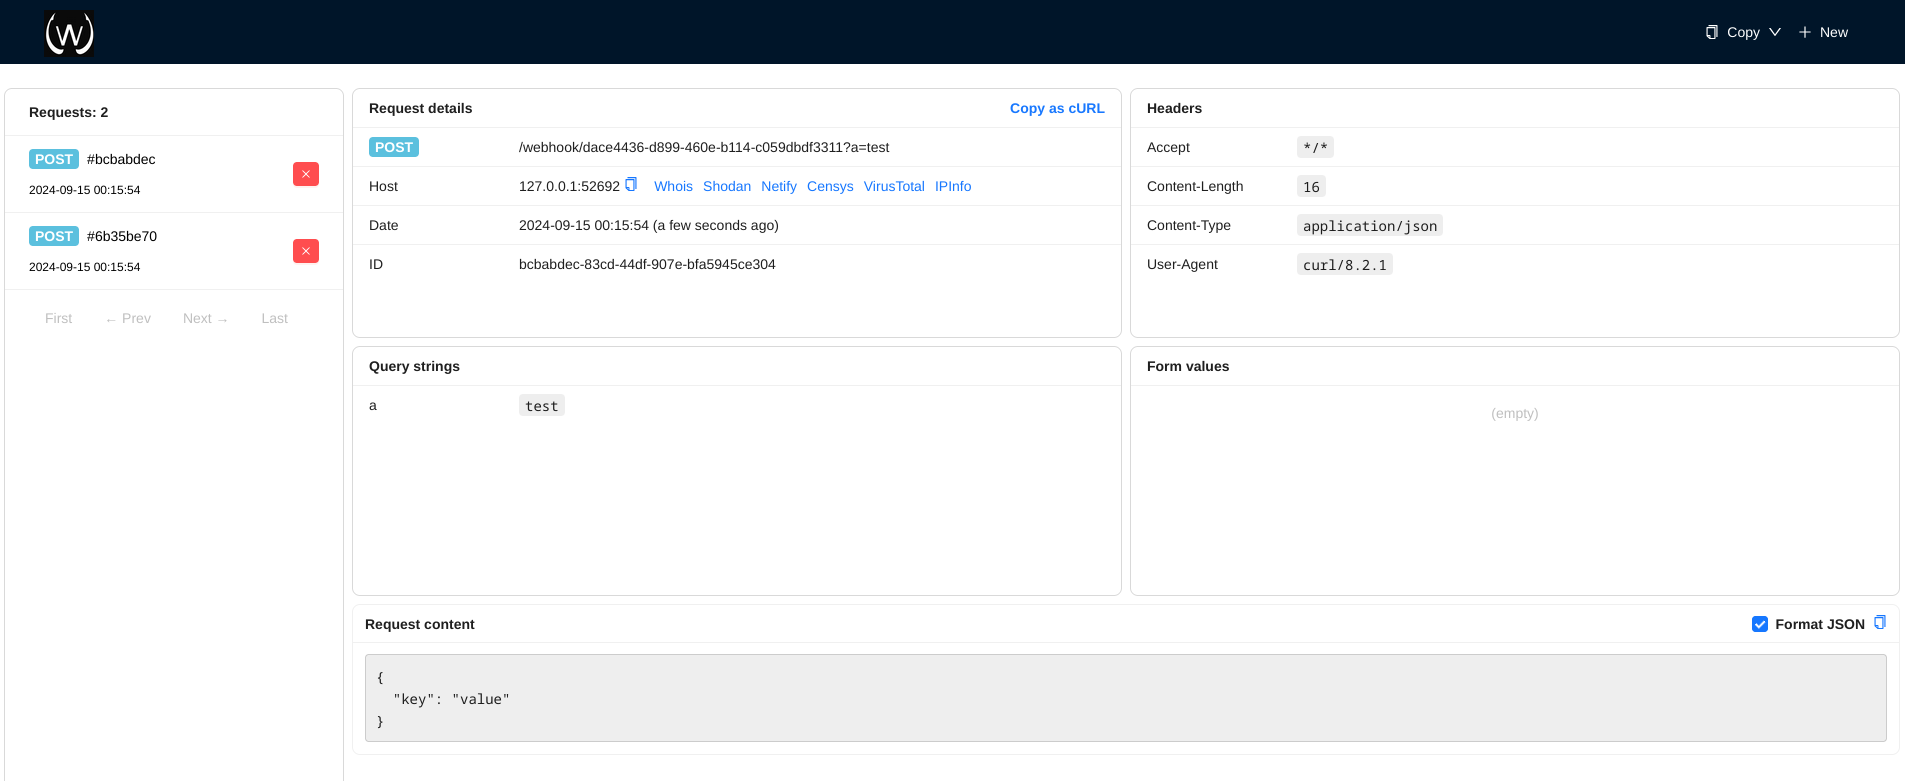 W
Copy
New
Requests: 2
POST #bcbabdec
2024-09-15 00:15:54
POST #6b35be70
2024-09-15 00:15:54
First ← Prev Next → Last
Request details Copy as cURL
POST /webhook/dace4436-d899-460e-b114-c059dbdf3311?a=test
Host 127.0.0.1:52692 Whois Shodan Netify Censys VirusTotal IPInfo
Date 2024-09-15 00:15:54 (a few seconds ago)
ID bcbabdec-83cd-44df-907e-bfa5945ce304
Headers
Accept */*
Content-Length 16
Content-Type application/json
User-Agent curl/8.2.1
Query strings
a test
Form values
(empty)
Request content Format JSON
{
  "key": "value"
}